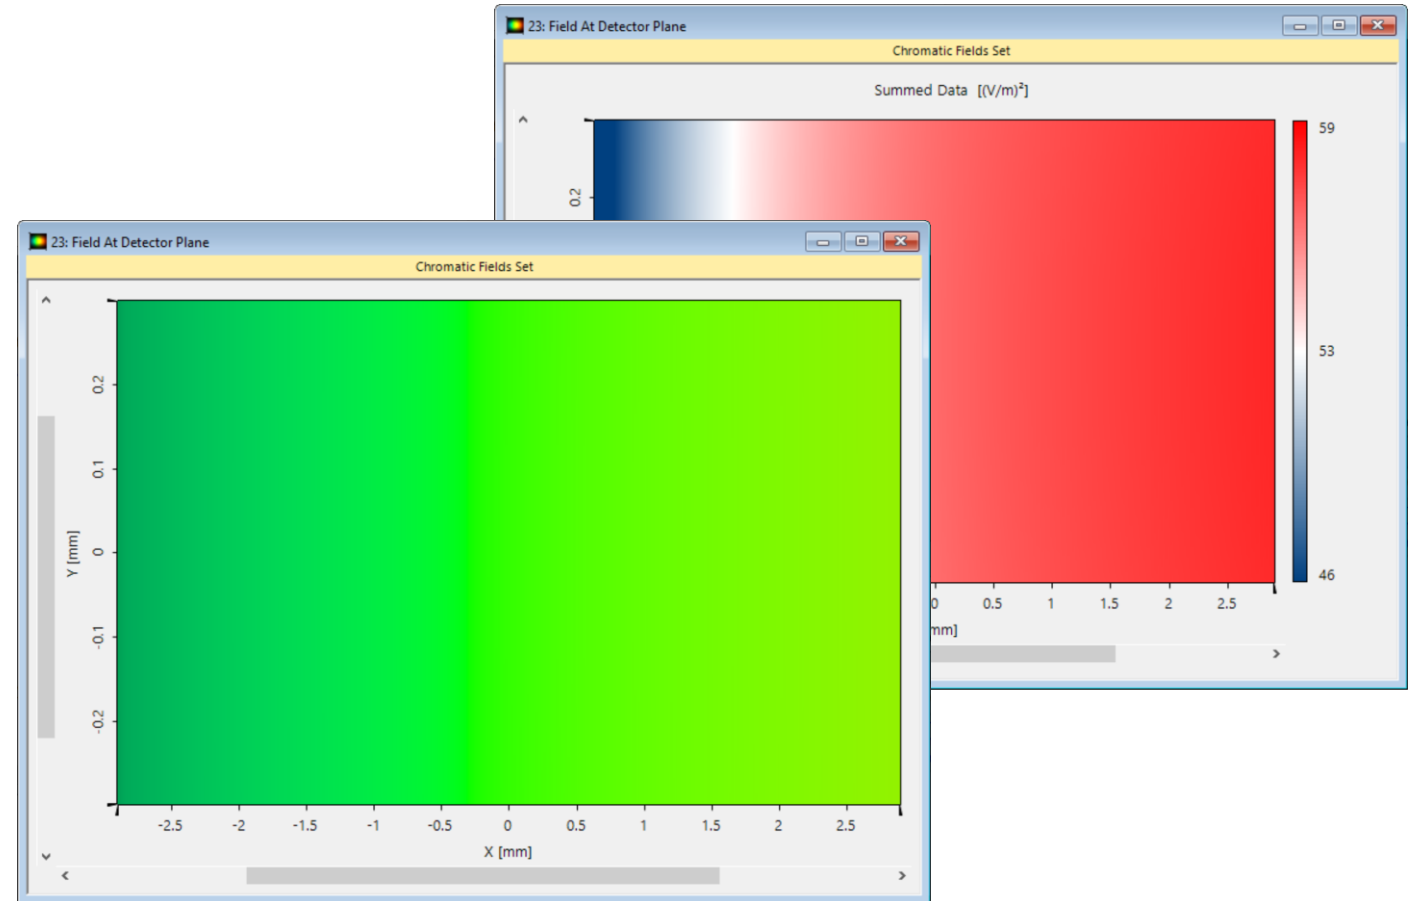 23: Field At Detector Plane
Chromatic Fields Set
Summed Data [(V/m)²]
0.2
59
53
46
0 0.5 1 1.5 2 2.5
mm]
23: Field At Detector Plane
Chromatic Fields Set
0.2
0.1
0
-0.1
-0.2
Y [mm]
-2.5 -2 -1.5 -1 -0.5 0 0.5 1 1.5 2 2.5
X [mm]